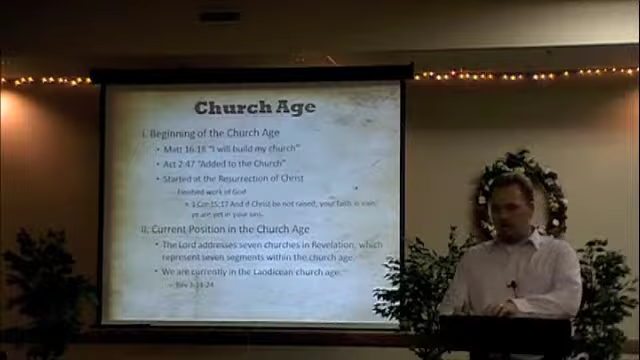 Church Age
I. Beginning of the Church Age
• Matt 16:18 "I will build my church"
• Act 2:47 "Added to the Church"
• Started at the Resurrection of Christ
– Finished work of God
• 1 Cor 15:17 And if Christ be not raised, your faith is vain;
ye are yet in your sins.
II. Current Position in the Church Age
• The Lord addresses seven churches in Revelation, which
represent seven segments within the church age.
• We are currently in the Laodicean church age.
– Rev 3:14-24